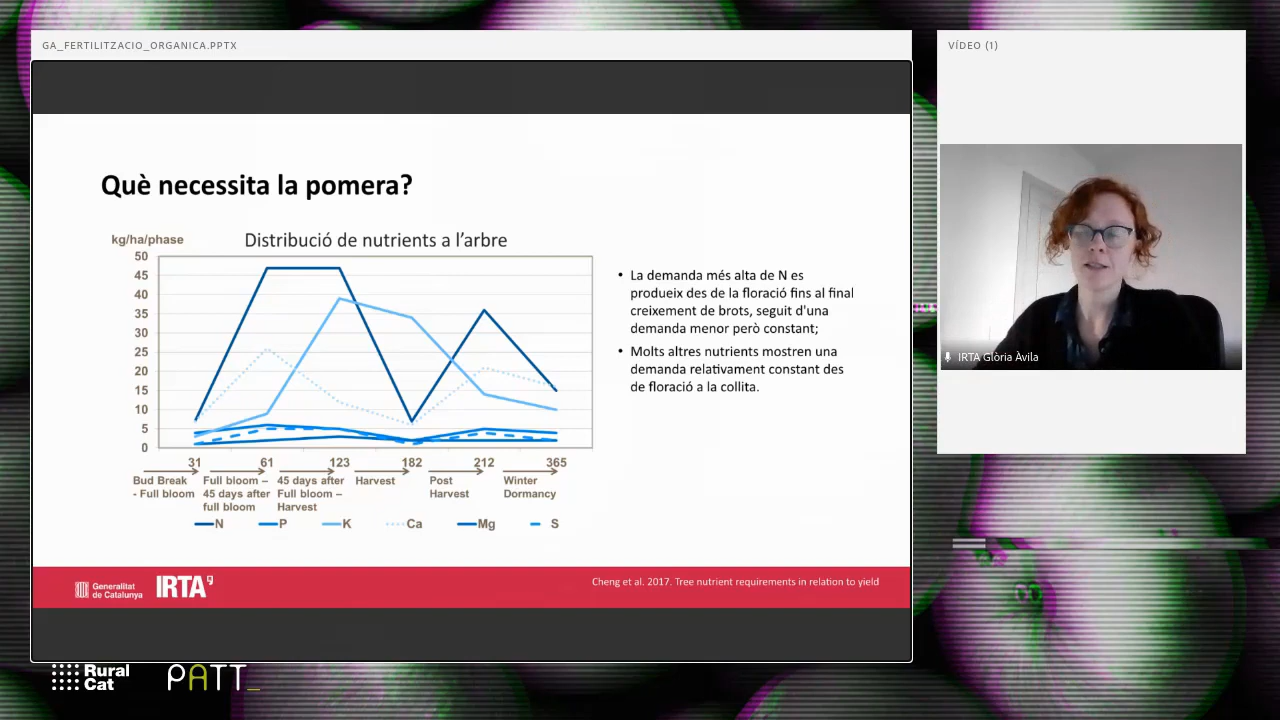 GA_FERTILITZACIO_ORGANICA.PPTX
VÍDEO (1)
Què necessita la pomera?
kg/ha/phase
Distribució de nutrients a l'arbre
50
45
40
35
30
25
20
15
10
5
0
31 61 123 182 212 365
Bud Break - Full bloom
Full bloom – 45 days after full bloom
45 days after Full bloom – Harvest
Harvest
Post Harvest
Winter Dormancy
N P K Ca Mg S
• La demanda més alta de N es
produeix des de la floració fins al final
creixement de brots, seguit d'una
demanda menor però constant;
• Molts altres nutrients mostren una
demanda relativament constant des
de floració a la collita.
IRTA Glòria Àvila
Generalitat
de Catalunya
IRTA
Cheng et al. 2017. Tree nutrient requirements in relation to yield
Rural
Cat
PATT_